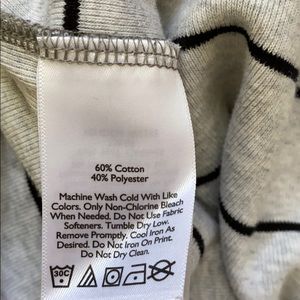 60% Cotton
40% Polyester
Machine Wash Cold With Like
Colors. Only Non-Chlorine Bleach
When Needed. Do Not Use Fabric
Softeners. Tumble Dry Low.
Remove Promptly. Cool Iron As
Desired. Do Not Iron On Print.
Do Not Dry Clean.
30C